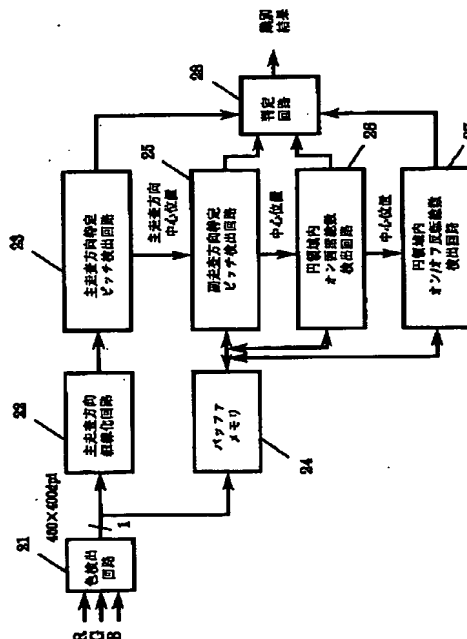 R
G
B
21
色検出
回路
400×400dpi
1
22
主走査方向
粗線化回路
23
主走査方向特定
ピッチ検出回路
24
バッファ
メモリ
主走査方向
中心位置
25
副走査方向特定
ピッチ検出回路
中心位置
26
円領域内
オン画素総数
検出回路
中心位置
27
円領域内
オン/オフ反転総数
検出回路
28
判定
回路
識別
結果